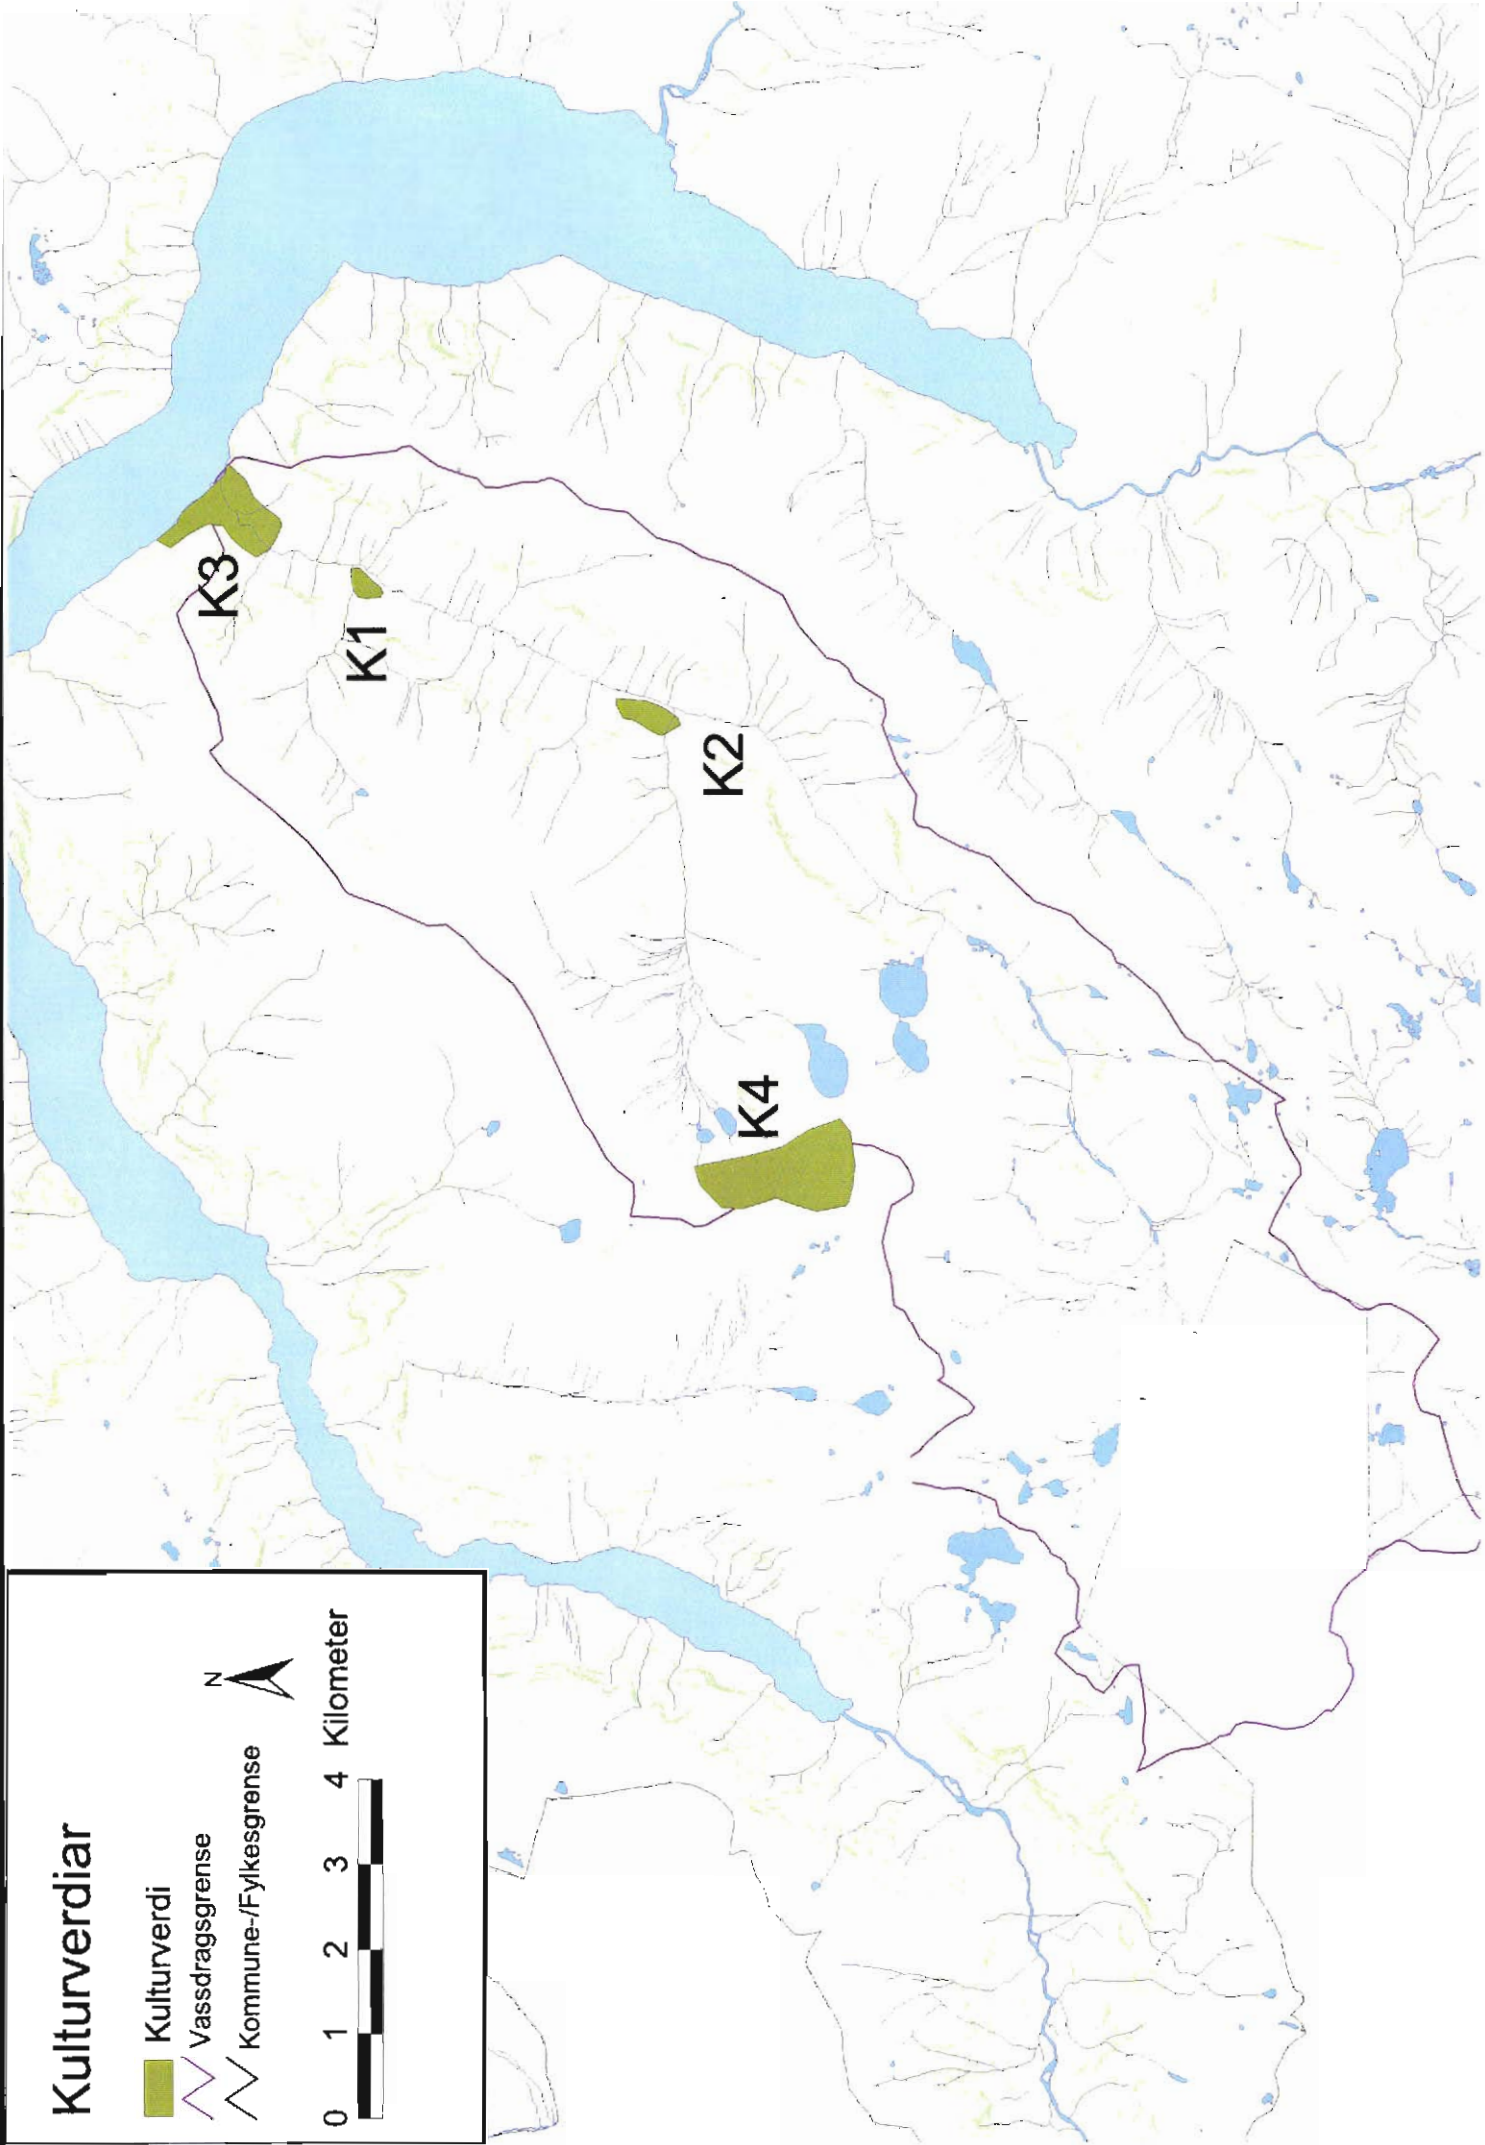 Kulturverdiar
Kulturverdi
Vassdragsgrense
Kommune-/Fylkesgrense
N
0 1 2 3 4 Kilometer
K3
K1
K2
K4